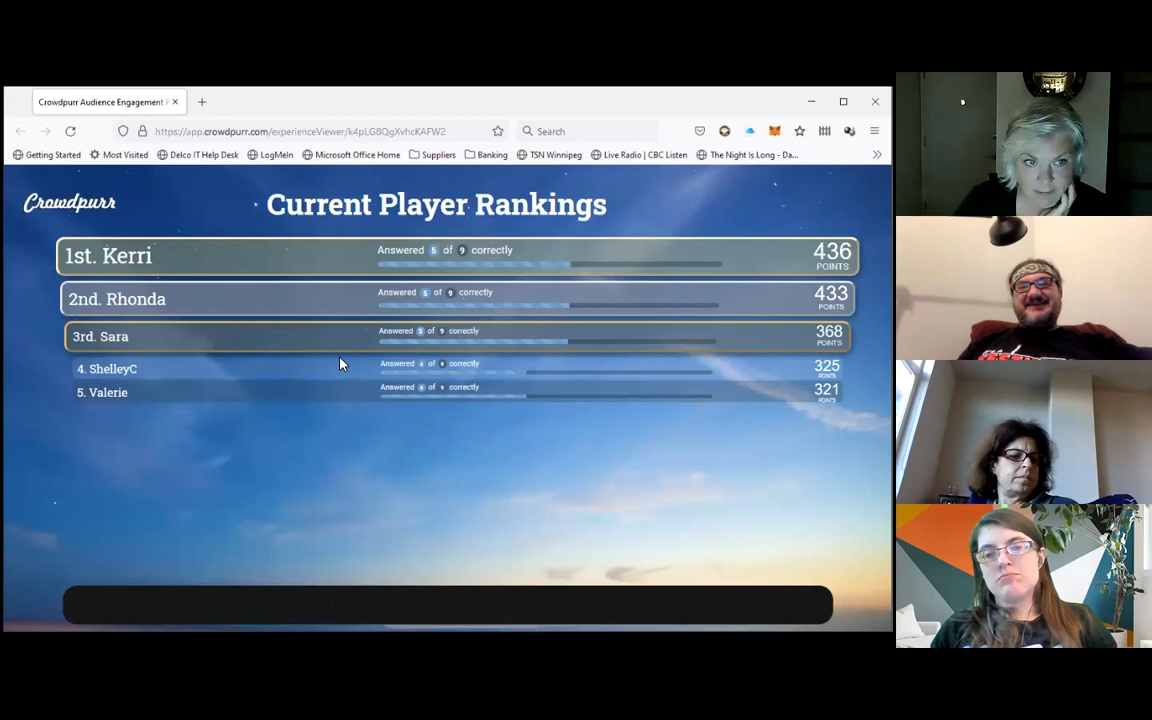 Crowdpurr Audience Engagement P
https://app.crowdpurr.com/experienceViewer/k4pLG8QgXvhcKAFW2
Search
Getting Started Most Visited Delco IT Help Desk LogMeIn Microsoft Office Home Suppliers Banking TSN Winnipeg Live Radio | CBC Listen The Night Is Long - Da...
Crowdpurr
Current Player Rankings
1st. Kerri Answered 5 of 9 correctly 436 POINTS
2nd. Rhonda Answered 5 of 9 correctly 433 POINTS
3rd. Sara Answered 5 of 9 correctly 368 POINTS
4. ShelleyC Answered 4 of 9 correctly 325 POINTS
5. Valerie Answered 4 of 9 correctly 321 POINTS